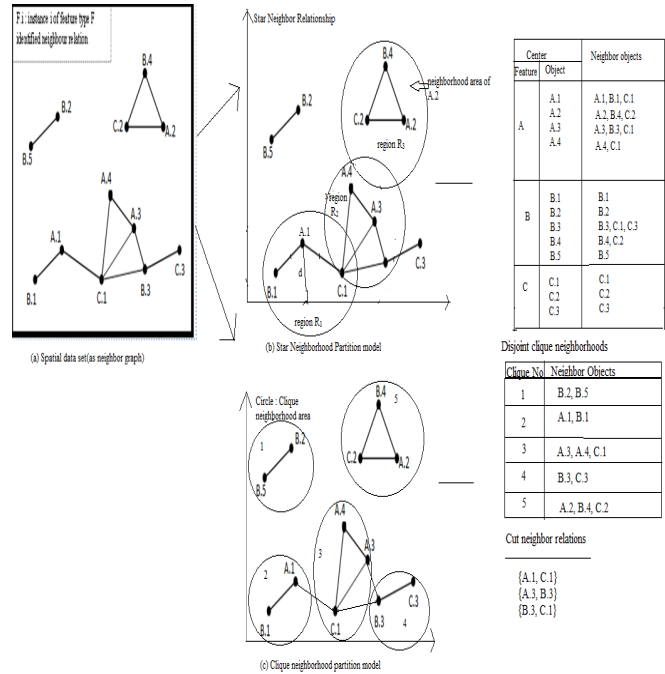 F.i : instance i of feature type F
identified neighbour relation
B.4
B.2
C.2
A.2
B.5
A.4
A.3
A.1
C.3
B.1
C.1
B.3
(a) Spatial data set(as neighbor graph)
Star Neighbor Relationship
B.4
neighborhood area of
A.2
B.2
C.2
A.2
B.5
region R3
A.4
region
R2
A.3
A.1
C.3
d
B.1
C.1
region R1
(b) Star Neighborhood Partition model
Center
Neighbor objects
Feature
Object
A
A.1
A.1, B.1, C.1
A.2
A.2, B.4, C.2
A.3
A.3, B.3, C.1
A.4
A.4, C.1
B
B.1
B.1
B.2
B.2
B.3
B.3, C.1, C.3
B.4
B.4, C.2
B.5
B.5
C
C.1
C.1
C.2
C.2
C.3
C.3
Disjoint clique neighborhoods
Clique No
Neighbor Objects
1
B.2, B.5
2
A.1, B.1
3
A.3, A.4, C.1
4
B.3, C.3
5
A.2, B.4, C.2
Cut neighbor relations
{A.1, C.1}
{A.3, B.3}
{B.3, C.1}
Circle : Clique
neighborhood area
B.4
5
1
B.2
C.2
A.2
B.5
A.4
3
A.3
2
A.1
C.3
B.1
C.1
B.3
4
(c) Clique neighborhood partition model